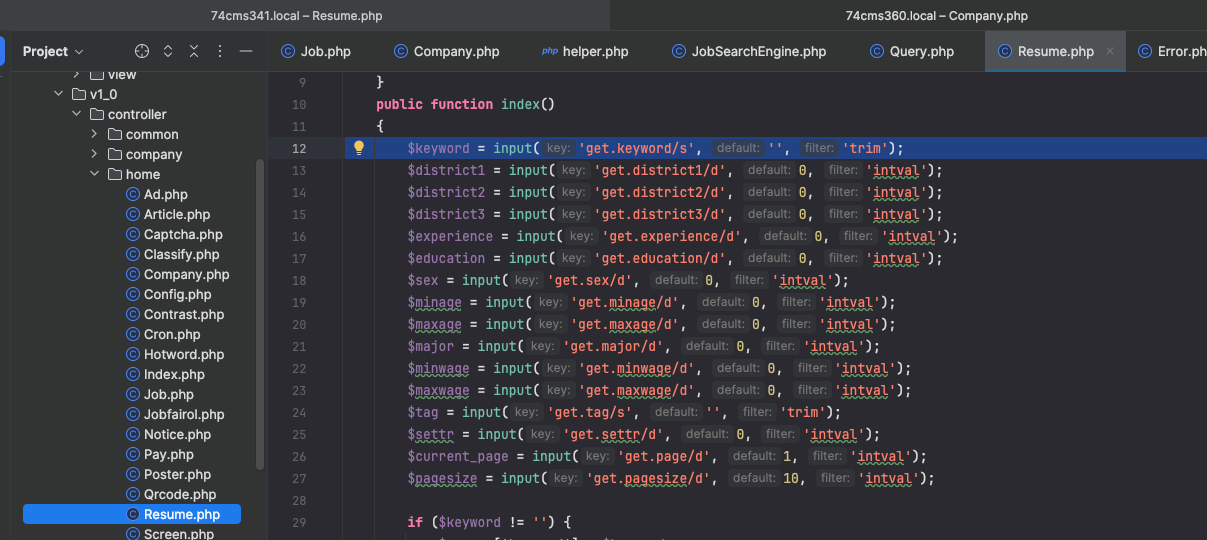 74cms341.local – Resume.php
74cms360.local – Company.php
Project
Job.php
Company.php
php helper.php
JobSearchEngine.php
Query.php
Resume.php
Error.ph
view
v1_0
controller
common
company
home
Ad.php
Article.php
Captcha.php
Classify.php
Company.php
Config.php
Contrast.php
Cron.php
Hotword.php
Index.php
Job.php
Jobfairol.php
Notice.php
Pay.php
Poster.php
Qrcode.php
Resume.php
Screen.php
9 }
10 public function index()
11 {
12 $keyword = input( key: 'get.keyword/s', default: '', filter: 'trim');
13 $district1 = input( key: 'get.district1/d', default: 0, filter: 'intval');
14 $district2 = input( key: 'get.district2/d', default: 0, filter: 'intval');
15 $district3 = input( key: 'get.district3/d', default: 0, filter: 'intval');
16 $experience = input( key: 'get.experience/d', default: 0, filter: 'intval');
17 $education = input( key: 'get.education/d', default: 0, filter: 'intval');
18 $sex = input( key: 'get.sex/d', default: 0, filter: 'intval');
19 $minage = input( key: 'get.minage/d', default: 0, filter: 'intval');
20 $maxage = input( key: 'get.maxage/d', default: 0, filter: 'intval');
21 $major = input( key: 'get.major/d', default: 0, filter: 'intval');
22 $minwage = input( key: 'get.minwage/d', default: 0, filter: 'intval');
23 $maxwage = input( key: 'get.maxwage/d', default: 0, filter: 'intval');
24 $tag = input( key: 'get.tag/s', default: '', filter: 'trim');
25 $settr = input( key: 'get.settr/d', default: 0, filter: 'intval');
26 $current_page = input( key: 'get.page/d', default: 1, filter: 'intval');
27 $pagesize = input( key: 'get.pagesize/d', default: 10, filter: 'intval');
28
29 if ($keyword != '') {